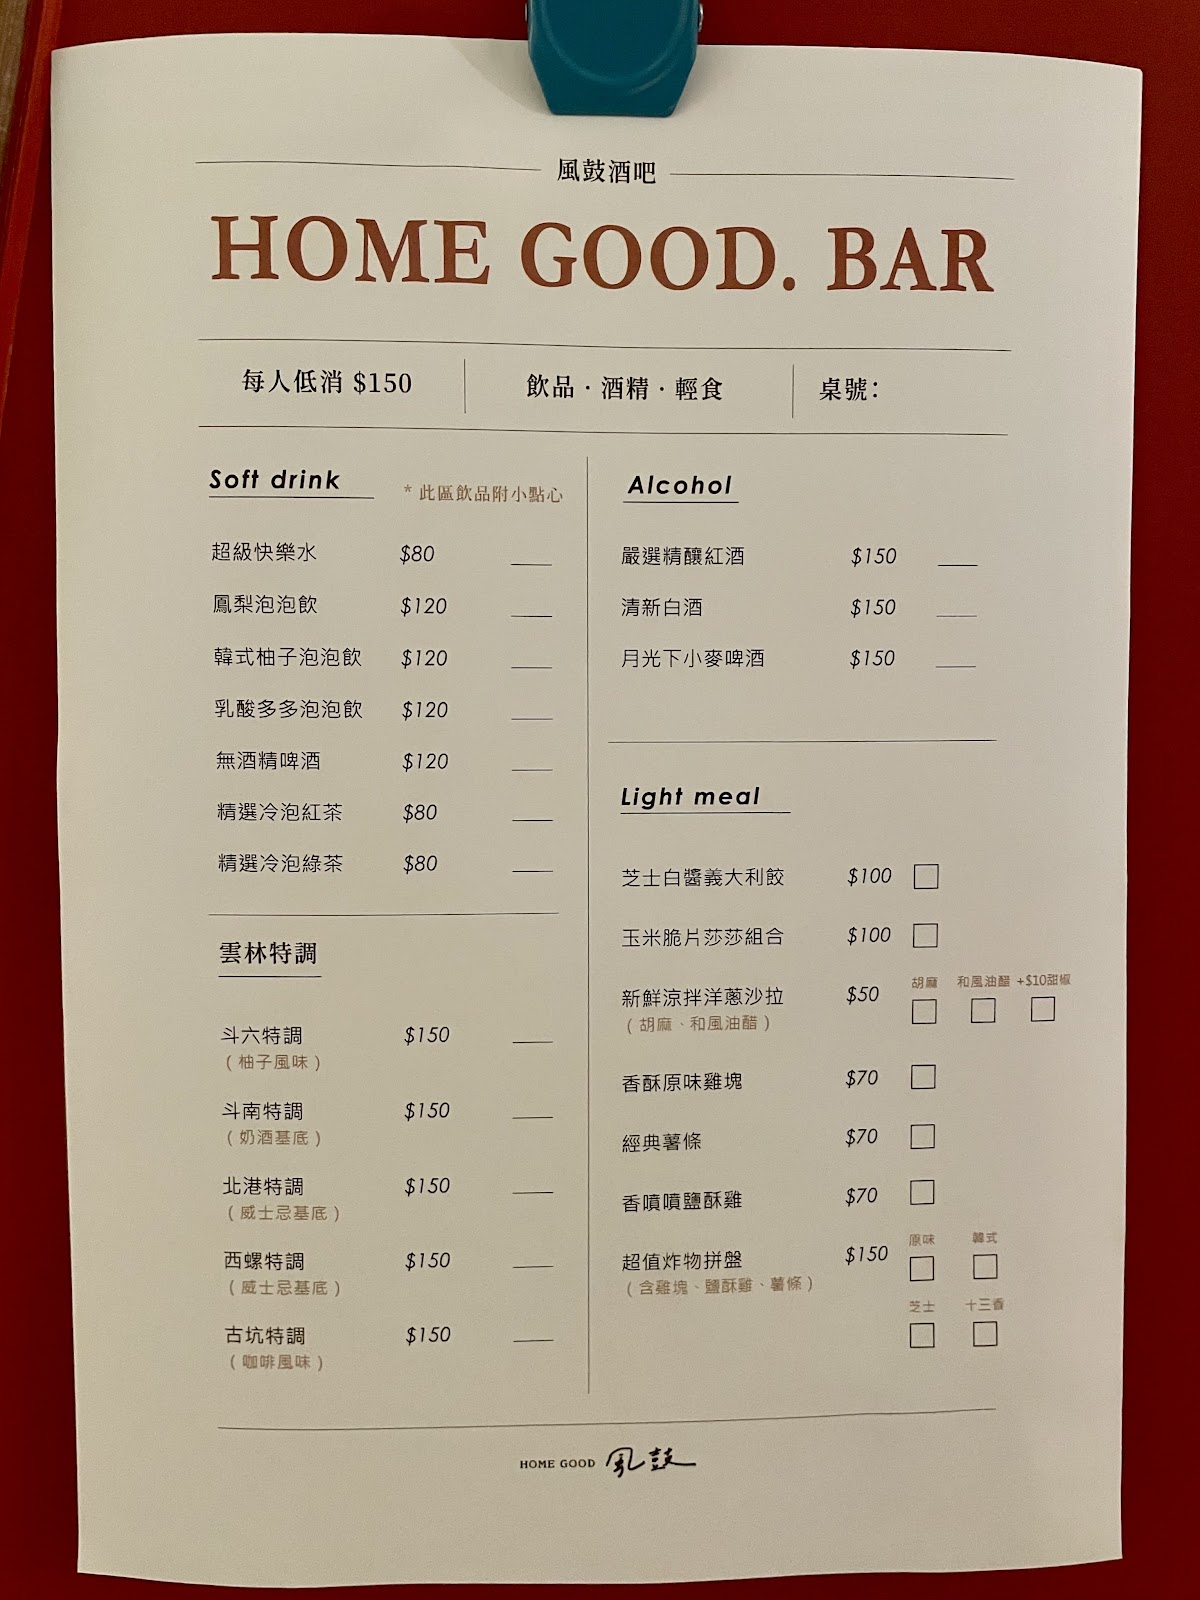 風鼓酒吧
HOME GOOD. BAR
每人低消 $150
飲品·酒精·輕食
桌號:
Soft drink
* 此區飲品附小點心
超級快樂水 $80
鳳梨泡泡飲 $120
韓式柚子泡泡飲 $120
乳酸多多泡泡飲 $120
無酒精啤酒 $120
精選冷泡紅茶 $80
精選冷泡綠茶 $80
雲林特調
斗六特調 $150
(柚子風味)
斗南特調 $150
(奶酒基底)
北港特調 $150
(威士忌基底)
西螺特調 $150
(威士忌基底)
古坑特調 $150
(咖啡風味)
Alcohol
嚴選精釀紅酒 $150
清新白酒 $150
月光下小麥啤酒 $150
Light meal
芝士白醬義大利餃 $100
玉米脆片莎莎組合 $100
胡麻 和風油醋 +$10甜椒
新鮮涼拌洋蔥沙拉 $50
(胡麻、和風油醋)
香酥原味雞塊 $70
經典薯條 $70
香噴噴鹽酥雞 $70
原味 韓式
超值炸物拼盤 $150
(含雞塊、鹽酥雞、薯條)
芝士 十三香
HOME GOOD 風鼓